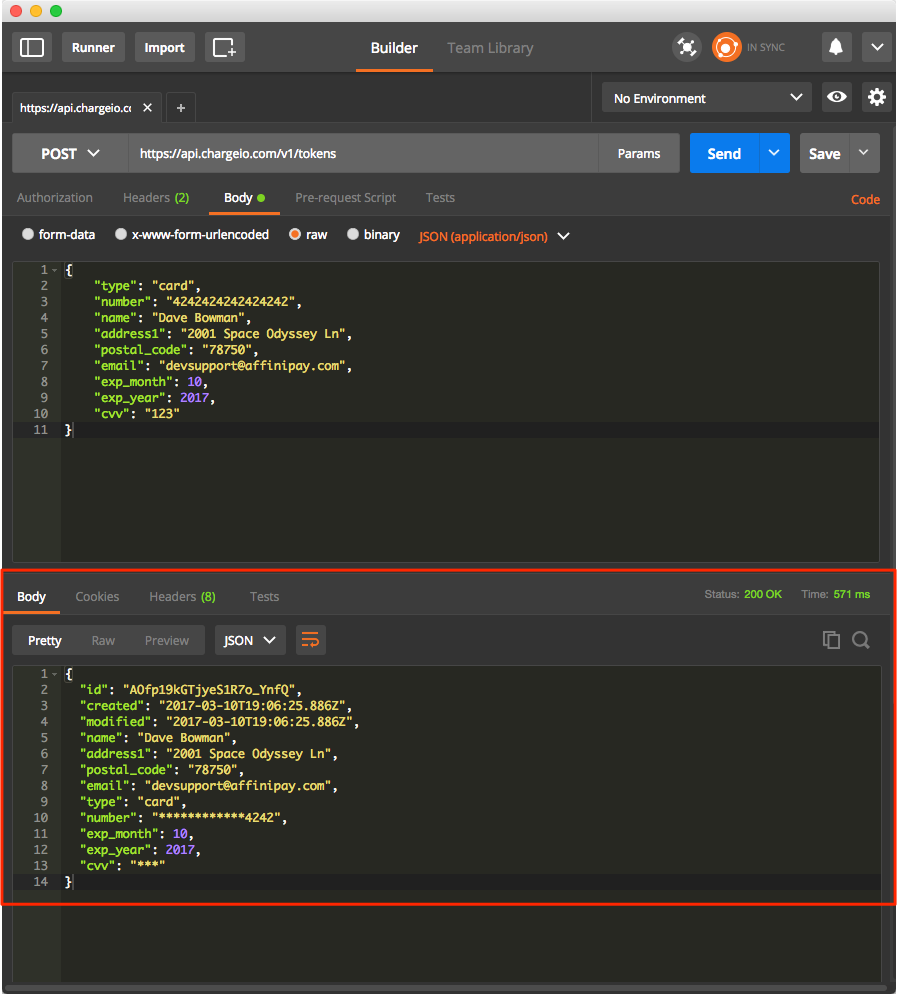 Runner Import Builder Team Library IN SYNC
https://api.chargeio.cc No Environment
POST https://api.chargeio.com/v1/tokens Params Send Save
Authorization Headers (2) Body Pre-request Script Tests Code
form-data x-www-form-urlencoded raw binary JSON (application/json)
1 {
2 "type": "card",
3 "number": "4242424242424242",
4 "name": "Dave Bowman",
5 "address1": "2001 Space Odyssey Ln",
6 "postal_code": "78750",
7 "email": "devsupport@affinipay.com",
8 "exp_month": 10,
9 "exp_year": 2017,
10 "cvv": "123"
11 }
Body Cookies Headers (8) Tests Status: 200 OK Time: 571 ms
Pretty Raw Preview JSON
1 {
2 "id": "AOfp19kGTjyeS1R7o_YnfQ",
3 "created": "2017-03-10T19:06:25.886Z",
4 "modified": "2017-03-10T19:06:25.886Z",
5 "name": "Dave Bowman",
6 "address1": "2001 Space Odyssey Ln",
7 "postal_code": "78750",
8 "email": "devsupport@affinipay.com",
9 "type": "card",
10 "number": "************4242",
11 "exp_month": 10,
12 "exp_year": 2017,
13 "cvv": "***"
14 }